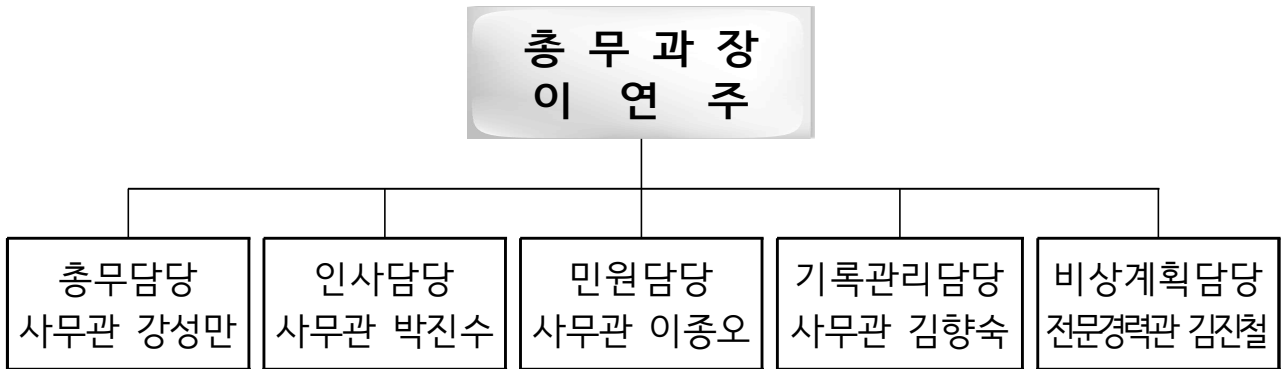 총 무 과 장
이 연 주
총무담당
사무관 강성만
인사담당
사무관 박진수
민원담당
사무관 이종오
기록관리담당
사무관 김향숙
비상계획담당
전문경력관 김진철